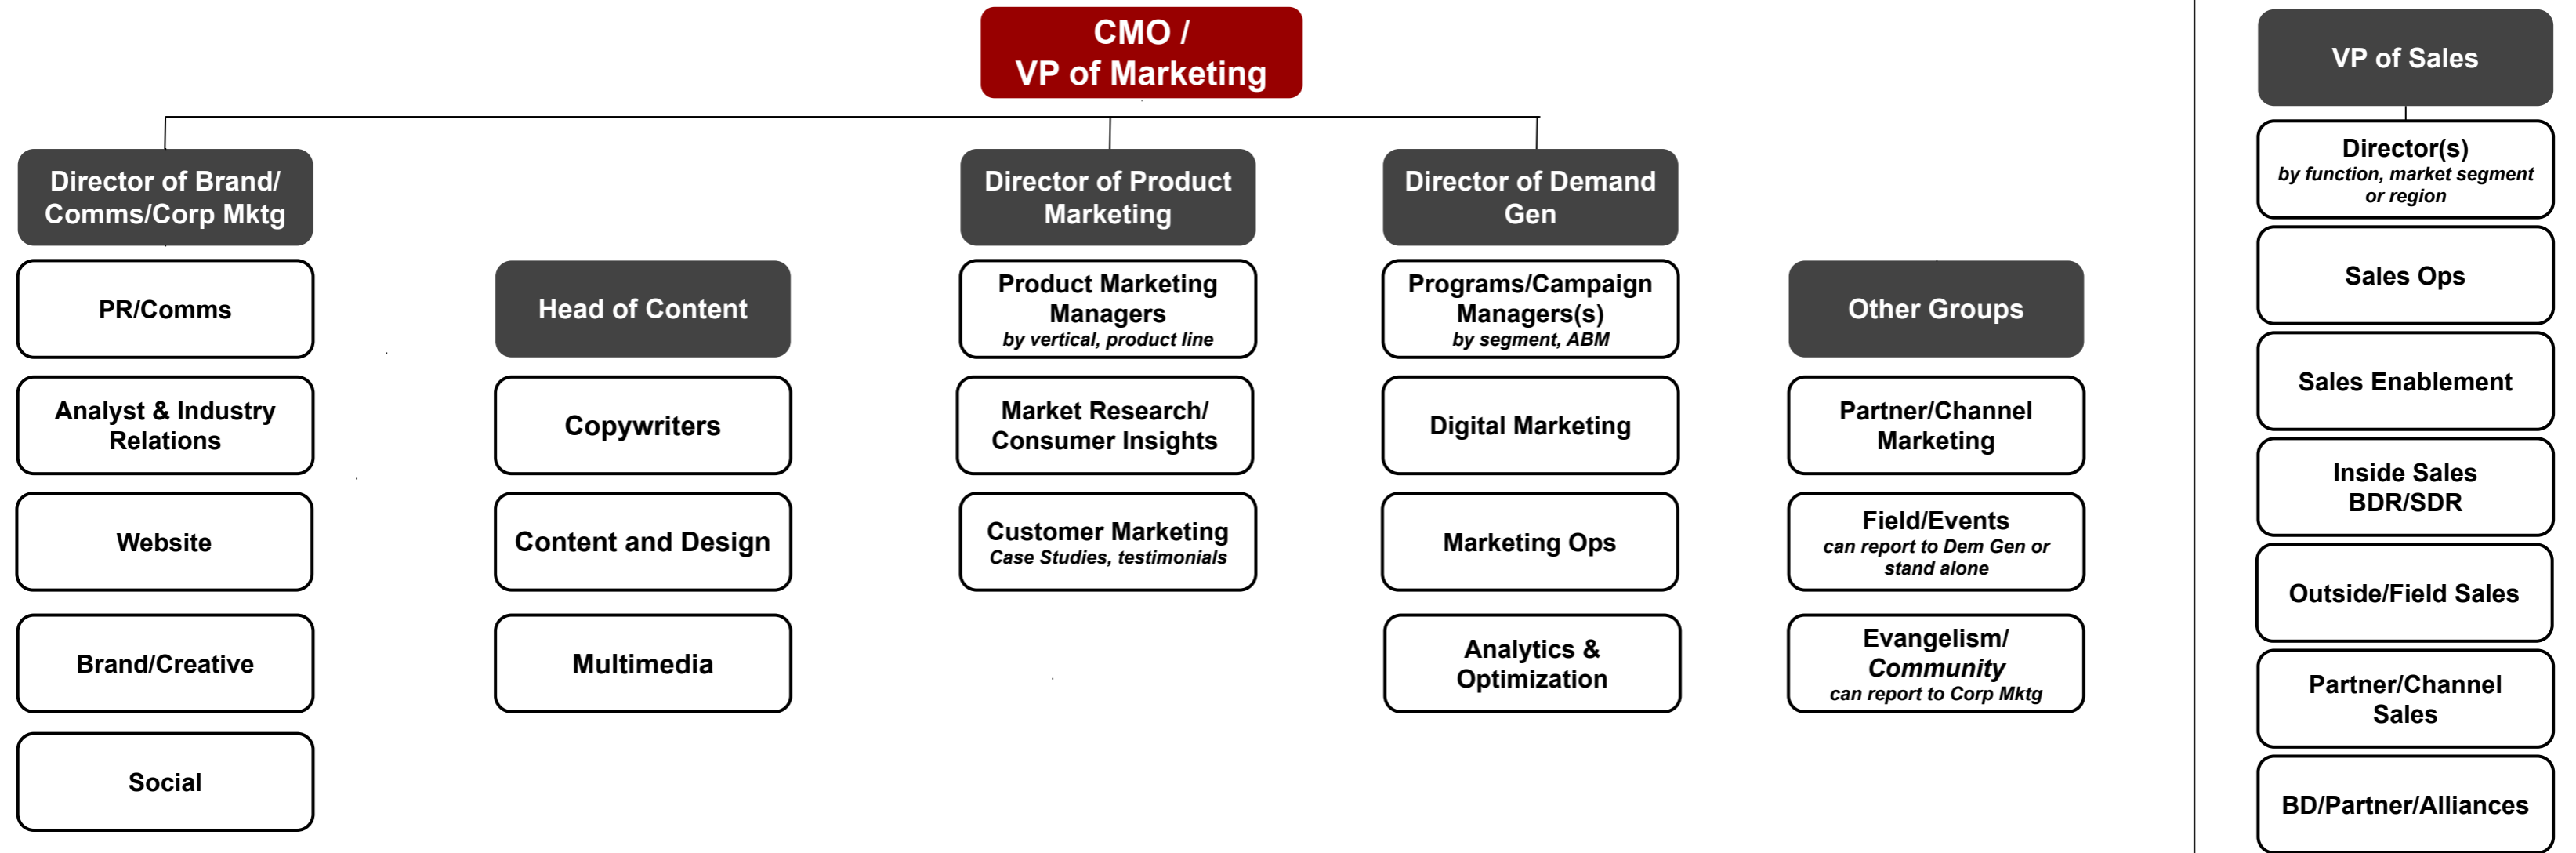 CMO /
VP of Marketing
Director of Brand/
Comms/Corp Mktg
PR/Comms
Analyst & Industry
Relations
Website
Brand/Creative
Social
Head of Content
Copywriters
Content and Design
Multimedia
Director of Product
Marketing
Product Marketing
Managers
by vertical, product line
Market Research/
Consumer Insights
Customer Marketing
Case Studies, testimonials
Director of Demand
Gen
Programs/Campaign
Managers(s)
by segment, ABM
Digital Marketing
Marketing Ops
Analytics &
Optimization
Other Groups
Partner/Channel
Marketing
Field/Events
can report to Dem Gen or
stand alone
Evangelism/
Community
can report to Corp Mktg
VP of Sales
Director(s)
by function, market segment
or region
Sales Ops
Sales Enablement
Inside Sales
BDR/SDR
Outside/Field Sales
Partner/Channel
Sales
BD/Partner/Alliances